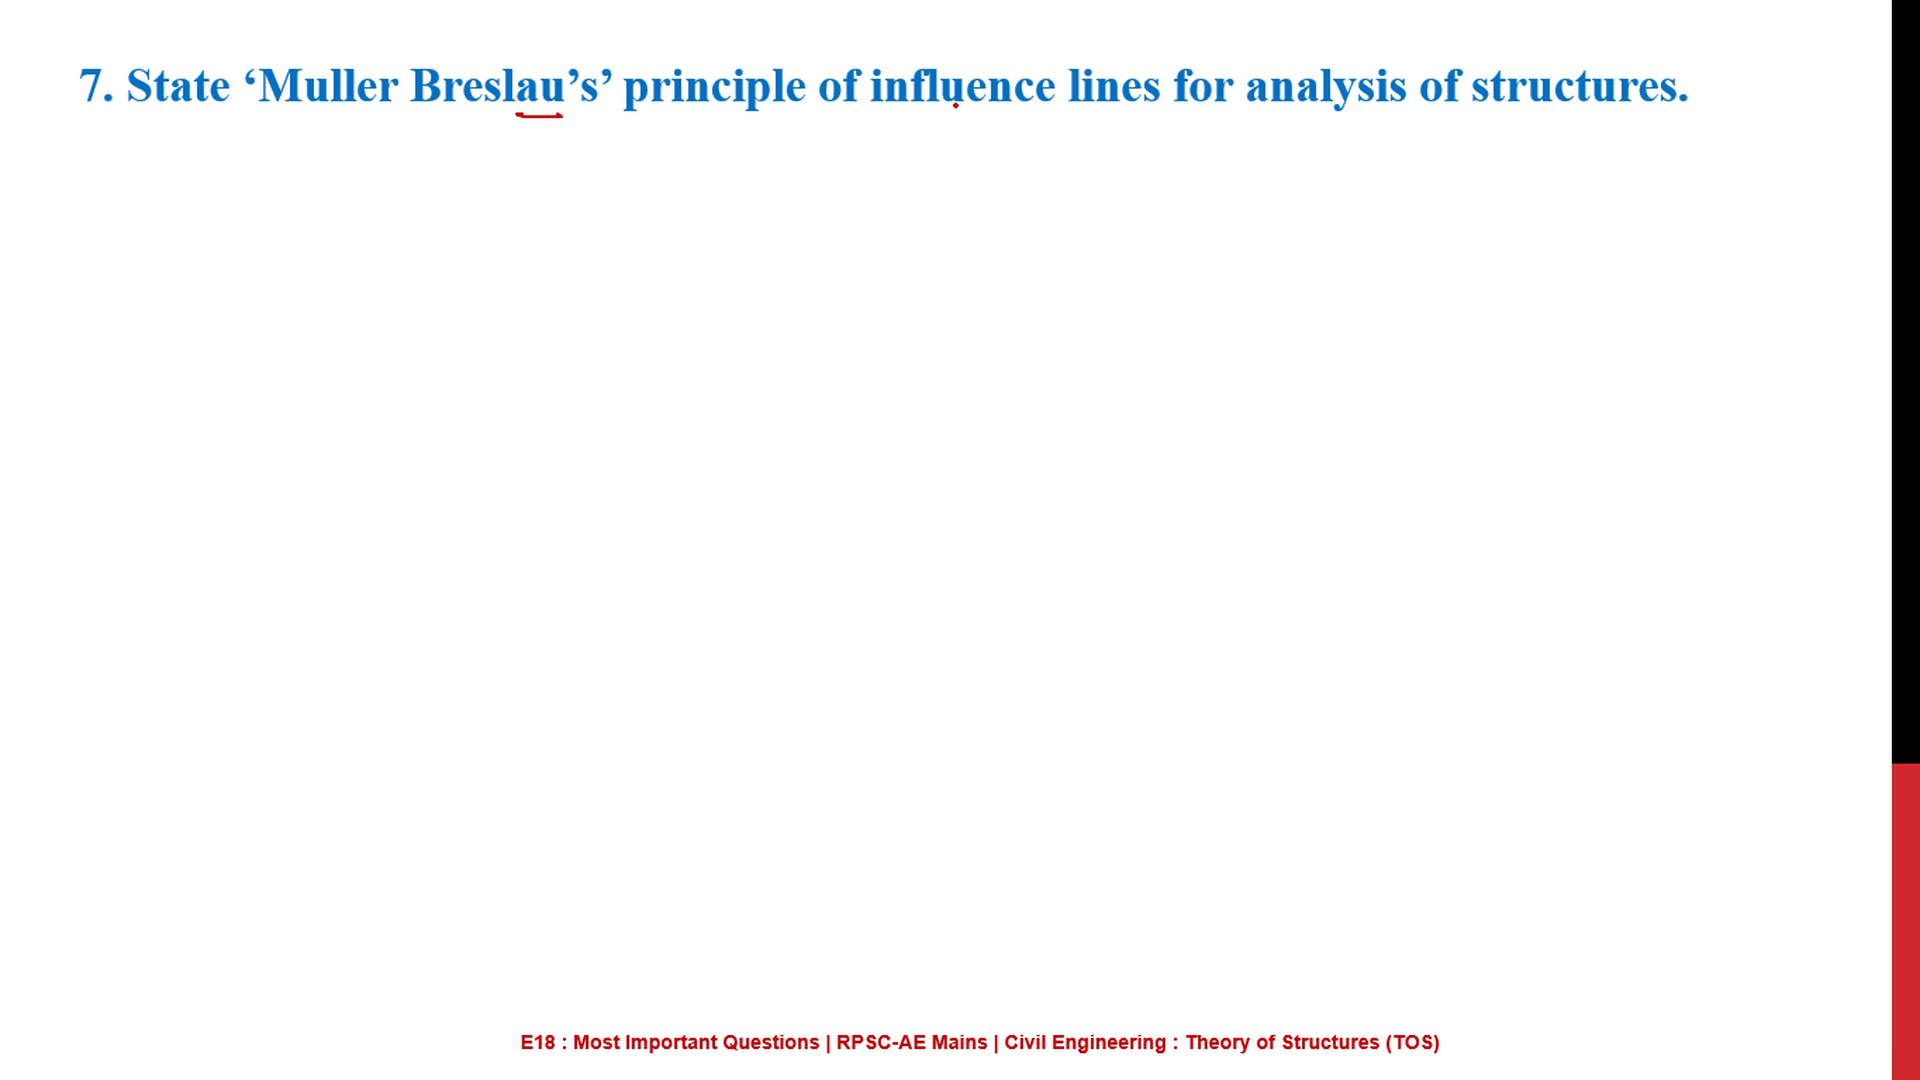 7. State ‘Muller Breslau’s’ principle of influence lines for analysis of structures.
E18 : Most Important Questions | RPSC-AE Mains | Civil Engineering : Theory of Structures (TOS)